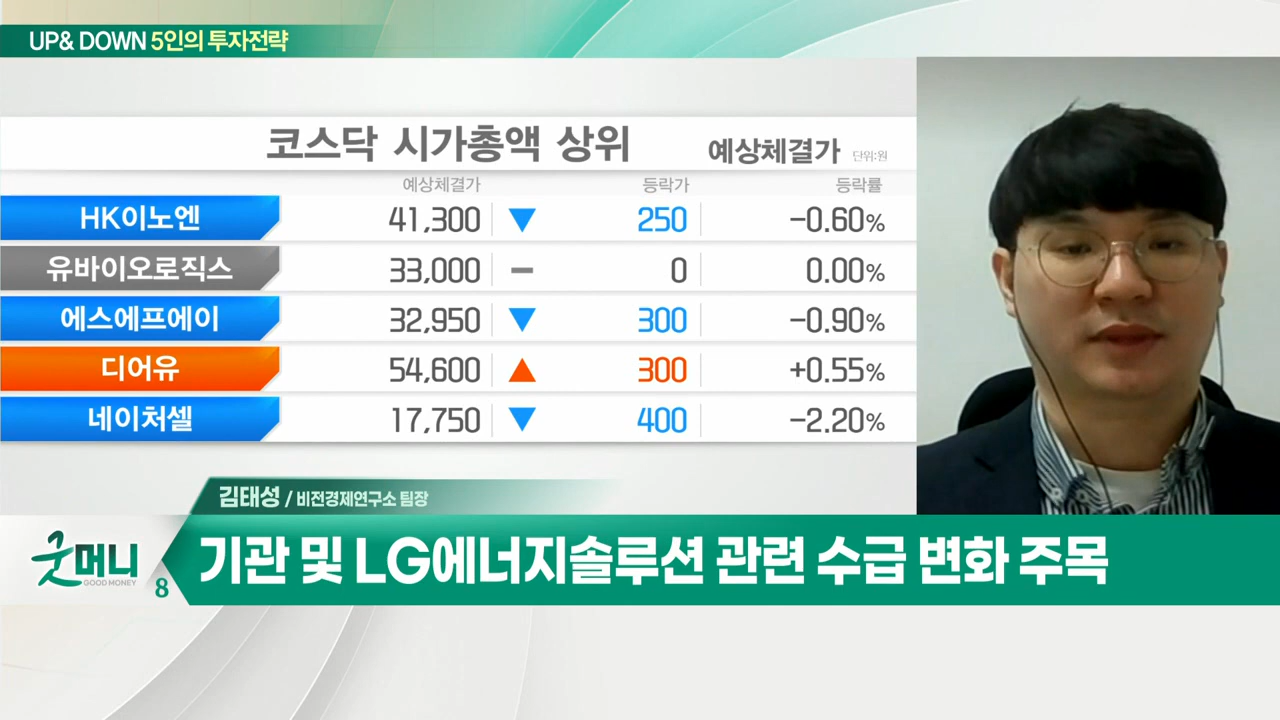 UP& DOWN 5인의 투자전략
코스닥 시가총액 상위 예상체결가 단위:원
예상체결가 등락가 등락률
HK이노엔 41,300 ▼ 250 -0.60%
유바이오로직스 33,000 - 0 0.00%
에스에프에이 32,950 ▼ 300 -0.90%
디어유 54,600 ▲ 300 +0.55%
네이처셀 17,750 ▼ 400 -2.20%
김태성 / 비전경제연구소 팀장
굿머니
GOOD MONEY
8
기관 및 LG에너지솔루션 관련 수급 변화 주목